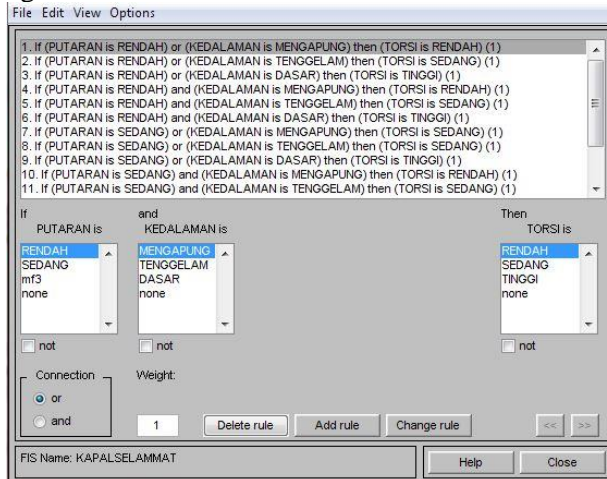 File Edit View Options
1. If (PUTARAN is RENDAH) or (KEDALAMAN is MENGAPUNG) then (TORSI is RENDAH) (1)
2. If (PUTARAN is RENDAH) or (KEDALAMAN is TENGGELAM) then (TORSI is SEDANG) (1)
3. If (PUTARAN is RENDAH) or (KEDALAMAN is DASAR) then (TORSI is TINGGI) (1)
4. If (PUTARAN is RENDAH) and (KEDALAMAN is MENGAPUNG) then (TORSI is RENDAH) (1)
5. If (PUTARAN is RENDAH) and (KEDALAMAN is TENGGELAM) then (TORSI is SEDANG) (1)
6. If (PUTARAN is RENDAH) and (KEDALAMAN is DASAR) then (TORSI is TINGGI) (1)
7. If (PUTARAN is SEDANG) or (KEDALAMAN is MENGAPUNG) then (TORSI is RENDAH) (1)
8. If (PUTARAN is SEDANG) or (KEDALAMAN is TENGGELAM) then (TORSI is SEDANG) (1)
9. If (PUTARAN is SEDANG) or (KEDALAMAN is DASAR) then (TORSI is TINGGI) (1)
10. If (PUTARAN is SEDANG) and (KEDALAMAN is MENGAPUNG) then (TORSI is RENDAH) (1)
11. If (PUTARAN is SEDANG) and (KEDALAMAN is TENGGELAM) then (TORSI is SEDANG) (1)
If and Then
PUTARAN is KEDALAMAN is TORSI is
RENDAH MENGAPUNG RENDAH
SEDANG TENGGELAM SEDANG
mf3 DASAR TINGGI
none none none
not not not
Connection Weight:
or
and 1 Delete rule Add rule Change rule << >>
FIS Name: KAPALSELAMMAT Help Close